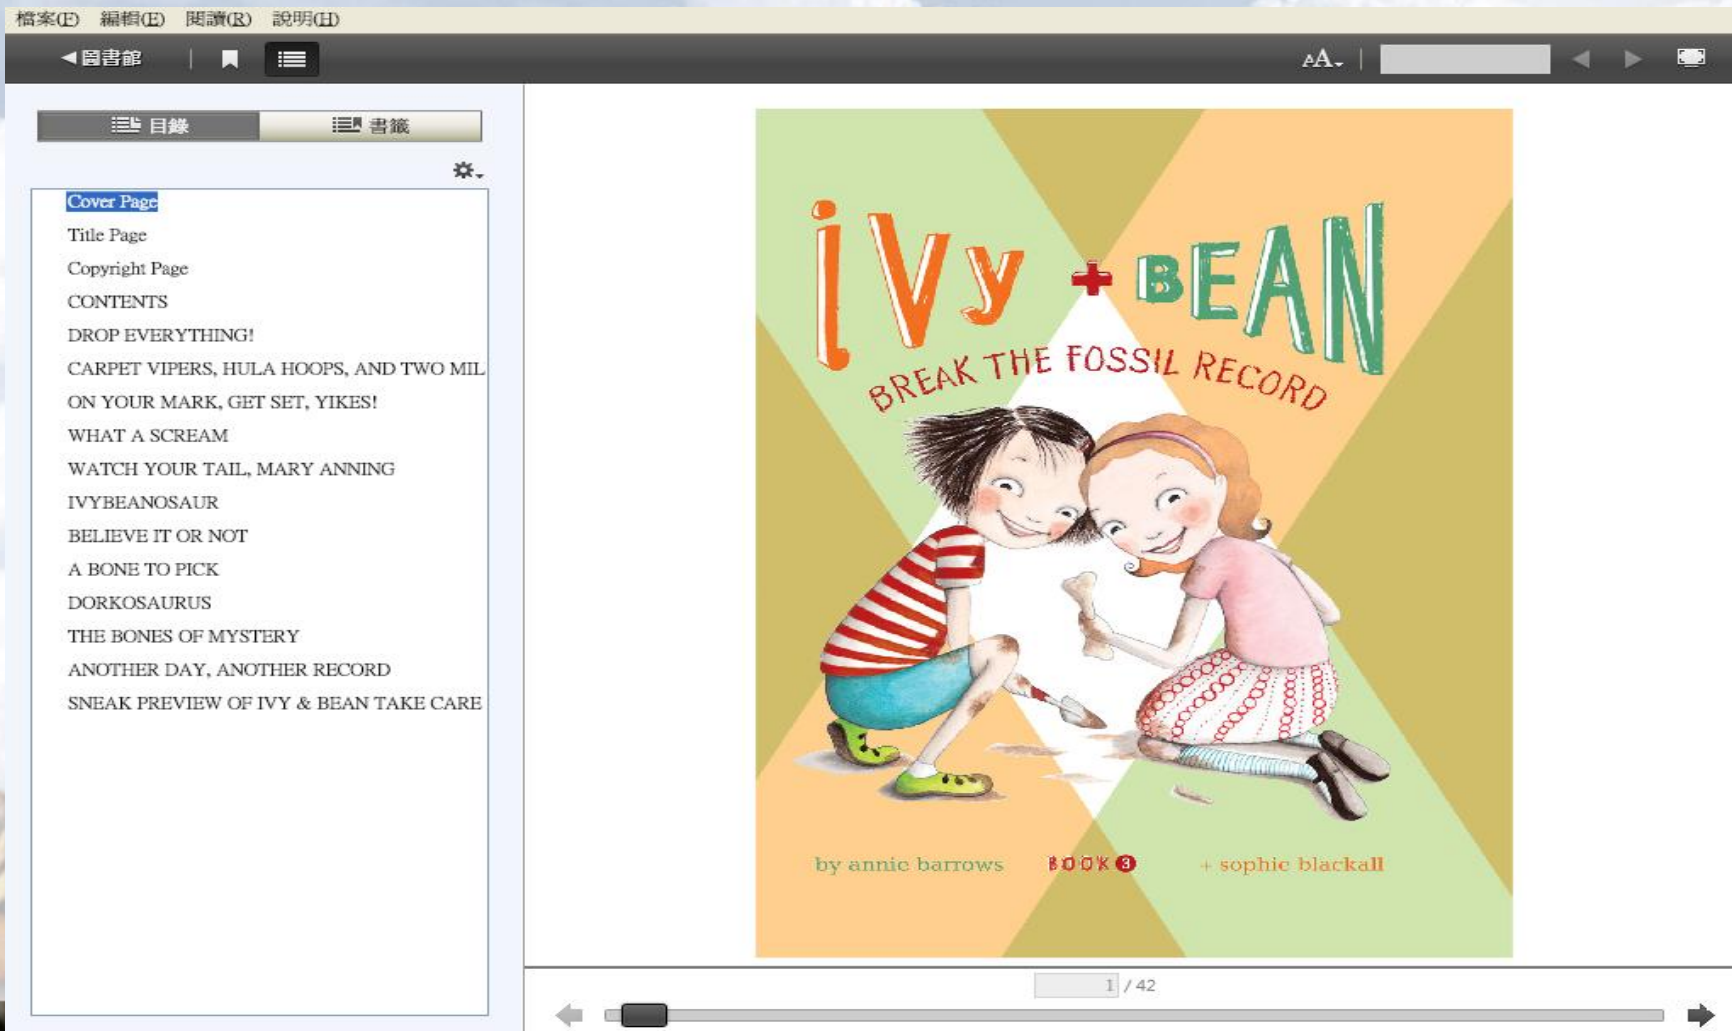 檔案(F) 編輯(E) 閱讀(R) 說明(H)
◀圖書館 | AA |
目錄 書籤
Cover Page
Title Page
Copyright Page
CONTENTS
DROP EVERYTHING!
CARPET VIPERS, HULA HOOPS, AND TWO MIL
ON YOUR MARK, GET SET, YIKES!
WHAT A SCREAM
WATCH YOUR TAIL, MARY ANNING
IVYBEANOSAUR
BELIEVE IT OR NOT
A BONE TO PICK
DORKOSAURUS
THE BONES OF MYSTERY
ANOTHER DAY, ANOTHER RECORD
SNEAK PREVIEW OF IVY & BEAN TAKE CARE
iVy + BEAN
BREAK THE FOSSIL RECORD
by annie barrows BOOK 3 + sophie blackall
1 / 42